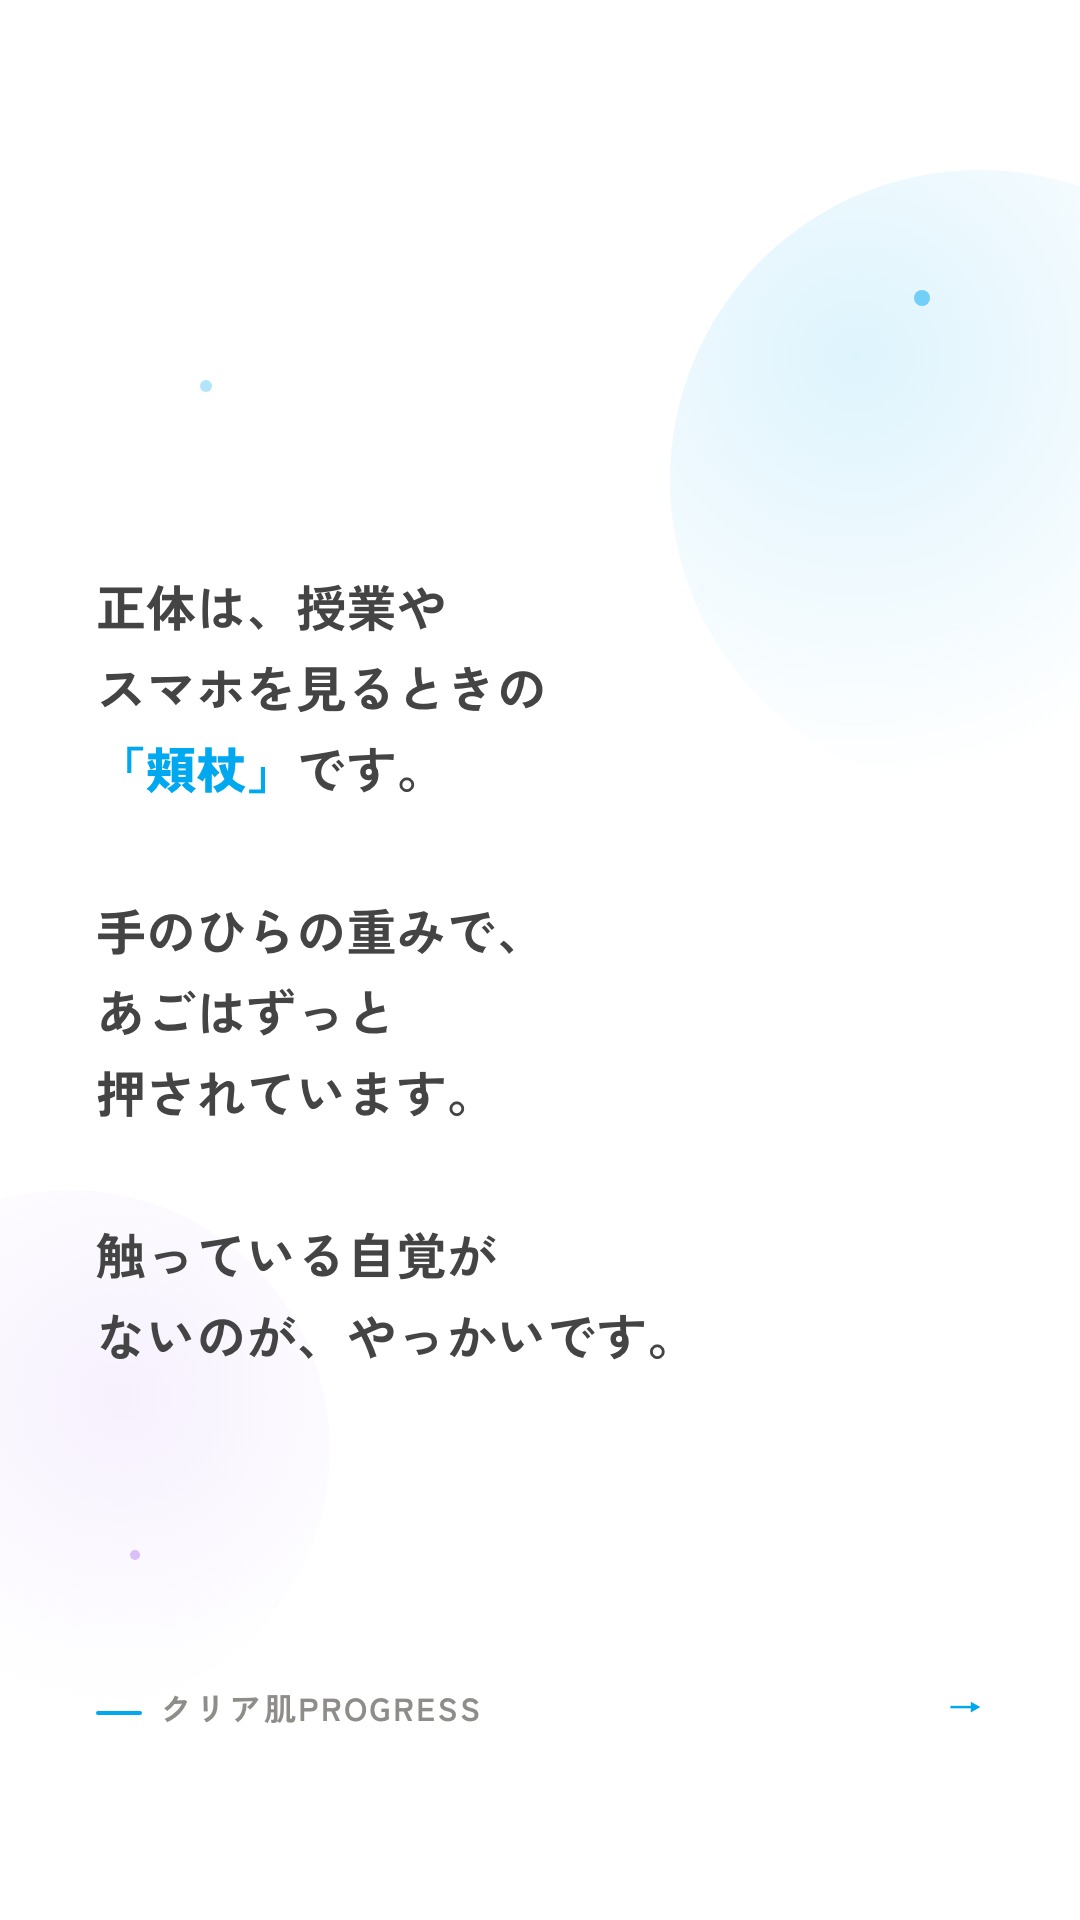 正体は、授業や
スマホを見るときの
「頬杖」です。
手のひらの重みで、
あごはずっと
押されています。
触っている自覚が
ないのが、やっかいです。
クリア肌PROGRESS
→